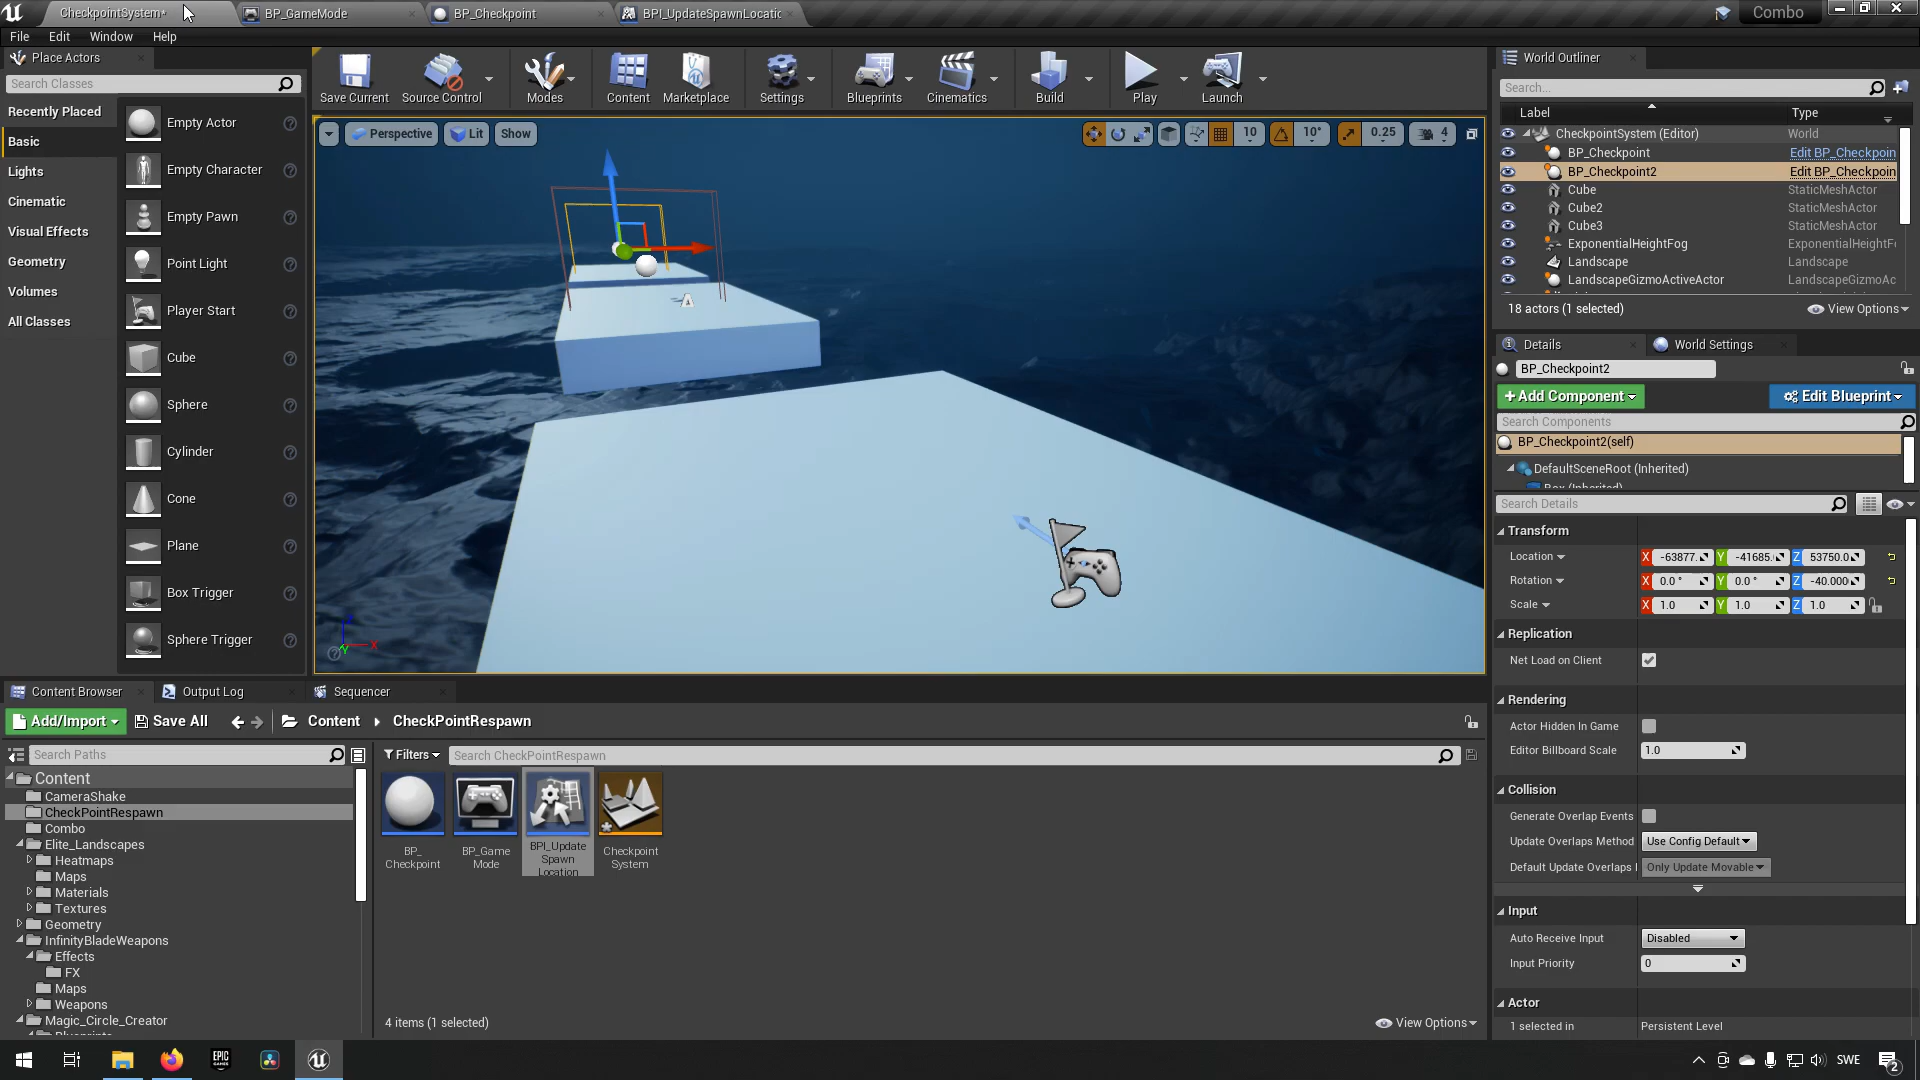 CheckpointSystem*
BP_GameMode
BP_Checkpoint
BPI_UpdateSpawnLocatic
Combo
File
Edit
Window
Help
Place Actors
Search Classes
Recently Placed
Basic
Lights
Cinematic
Visual Effects
Geometry
Volumes
All Classes
Empty Actor
Empty Character
Empty Pawn
Point Light
Player Start
Cube
Sphere
Cylinder
Cone
Plane
Box Trigger
Sphere Trigger
Save Current
Source Control
Modes
Content
Marketplace
Settings
Blueprints
Cinematics
Build
Play
Launch
Perspective
Lit
Show
10
10°
0.25
4
World Outliner
Search...
Label
Type
CheckpointSystem (Editor)
World
BP_Checkpoint
Edit BP_Checkpoin
BP_Checkpoint2
Edit BP_Checkpoin
Cube
StaticMeshActor
Cube2
StaticMeshActor
Cube3
StaticMeshActor
ExponentialHeightFog
ExponentialHeightF
Landscape
Landscape
LandscapeGizmoActiveActor
LandscapeGizmoAc
18 actors (1 selected)
View Options
Details
World Settings
BP_Checkpoint2
+Add Component
Edit Blueprint
Search Components
BP_Checkpoint2(self)
DefaultSceneRoot (Inherited)
Box (Inherited)
Search Details
Transform
Location
X -63877.
Y -41685.
Z 53750.0
Rotation
X 0.0 °
Y 0.0 °
Z -40.000
Scale
X 1.0
Y 1.0
Z 1.0
Replication
Net Load on Client
Rendering
Actor Hidden In Game
Editor Billboard Scale
1.0
Collision
Generate Overlap Events
Update Overlaps Method
Use Config Default
Default Update Overlaps
Only Update Movable
Input
Auto Receive Input
Disabled
Input Priority
0
Actor
1 selected in
Persistent Level
Content Browser
Output Log
Sequencer
Add/Import
Save All
Content
CheckPointRespawn
Search Paths
Filters
Search CheckPointRespawn
Content
CameraShake
CheckPointRespawn
Combo
Elite_Landscapes
Heatmaps
Maps
Materials
Textures
Geometry
InfinityBladeWeapons
Effects
FX
Maps
Weapons
Magic_Circle_Creator
BP_
Checkpoint
BP_Game
Mode
BPI_Update
Spawn
Location
Checkpoint
System
4 items (1 selected)
View Options
X
Y
EPIC
GAMES
SWE
2